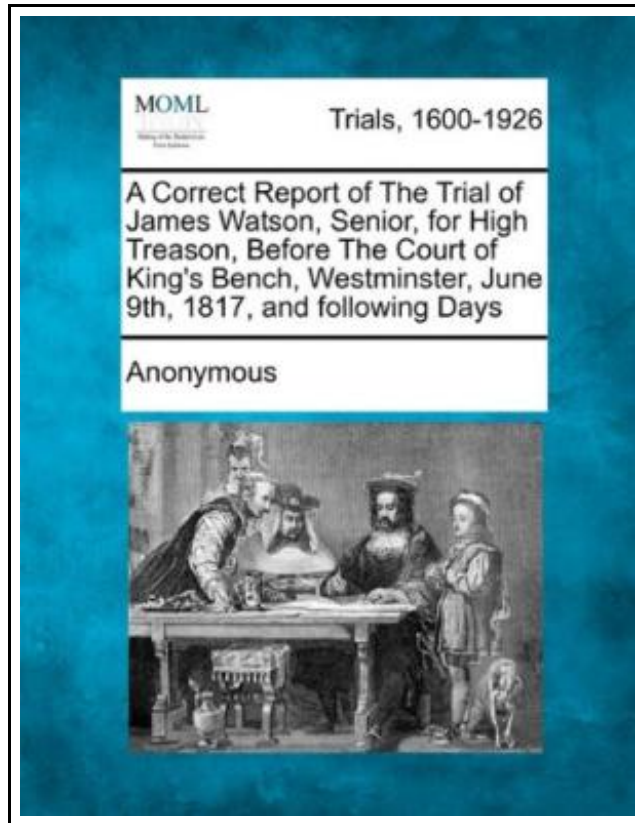 MOML
Trials, 1600-1926
A Correct Report of The Trial of
James Watson, Senior, for High
Treason, Before The Court of
King's Bench, Westminster, June
9th, 1817, and following Days
Anonymous